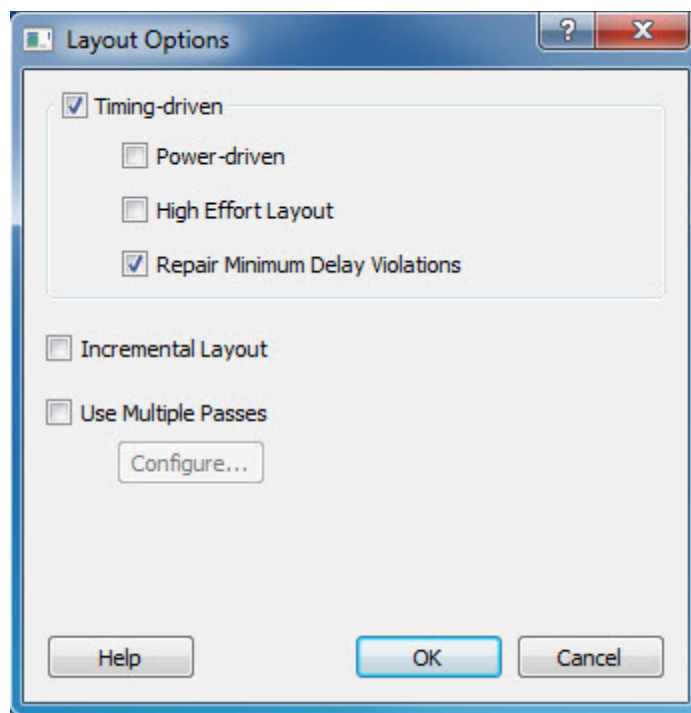 Layout Options
?
X
Timing-driven
Power-driven
High Effort Layout
Repair Minimum Delay Violations
Incremental Layout
Use Multiple Passes
Configure...
Help OK Cancel